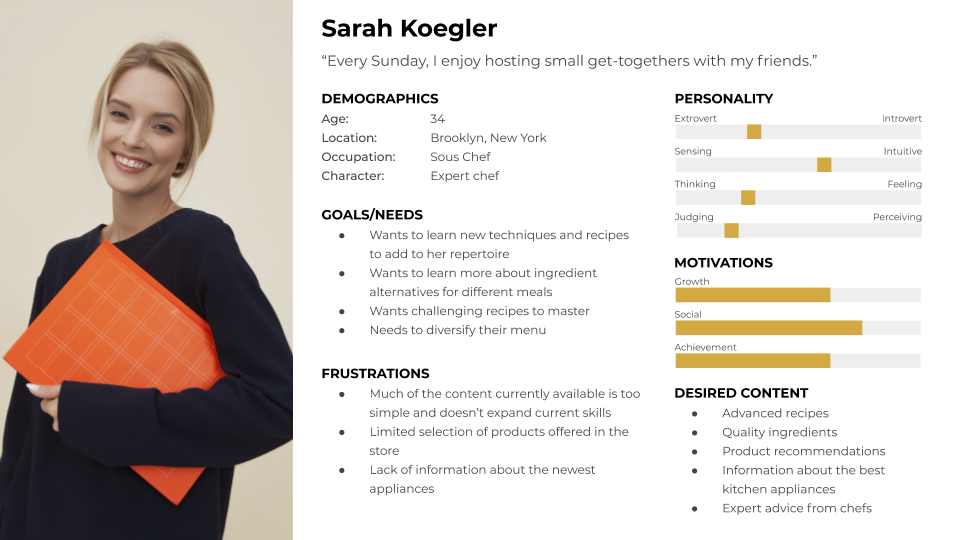 Sarah Koegler
“Every Sunday, I enjoy hosting small get-togethers with my friends.”
DEMOGRAPHICS
Age: 34
Location: Brooklyn, New York
Occupation: Sous Chef
Character: Expert chef
GOALS/NEEDS
● Wants to learn new techniques and recipes
to add to her repertoire
● Wants to learn more about ingredient
alternatives for different meals
● Wants challenging recipes to master
● Needs to diversify their menu
FRUSTRATIONS
● Much of the content currently available is too
simple and doesn’t expand current skills
● Limited selection of products offered in the
store
● Lack of information about the newest
appliances
PERSONALITY
Extrovert Introvert
Sensing Intuitive
Thinking Feeling
Judging Perceiving
MOTIVATIONS
Growth
Social
Achievement
DESIRED CONTENT
● Advanced recipes
● Quality ingredients
● Product recommendations
● Information about the best
kitchen appliances
● Expert advice from chefs